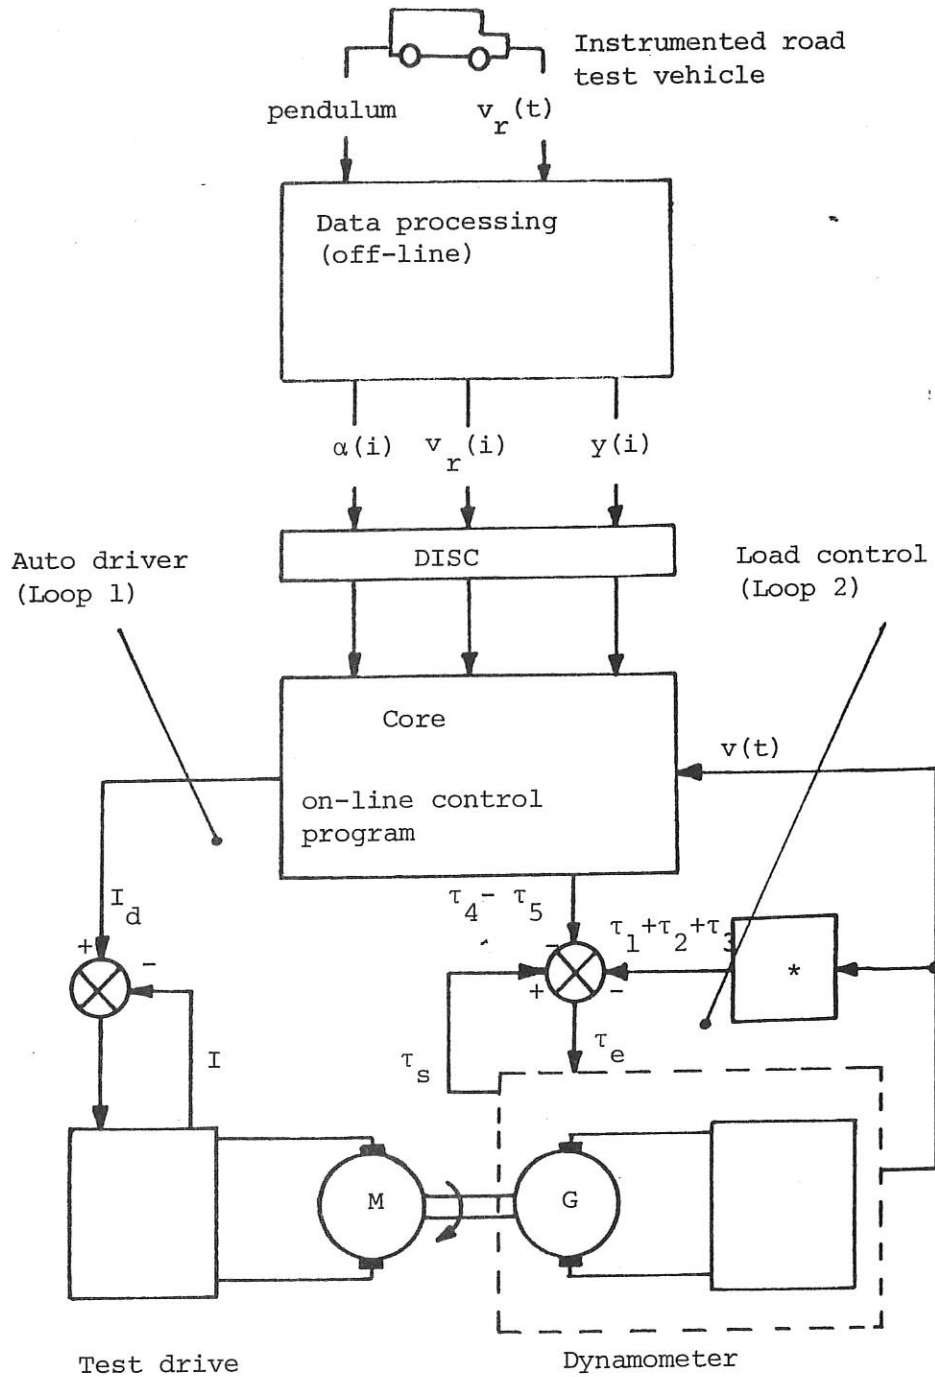 Instrumented road
test vehicle
pendulum
v_r(t)
Data processing
(off-line)
α(i)
v_r(i)
y(i)
DISC
Auto driver
(Loop 1)
Load control
(Loop 2)
Core
on-line control
program
v(t)
I_d
τ_4 - τ_5
τ_1+τ_2+τ_3
+
-
-
+
-
*
I
τ_s
τ_e
M
G
Test drive
Dynamometer